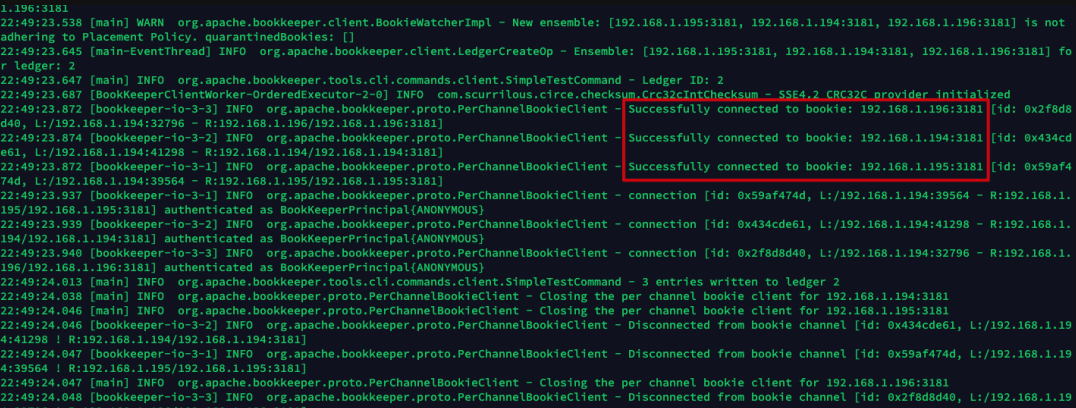 1.196:3181
22:49:23.538 [main] WARN  org.apache.bookkeeper.client.BookieWatcherImpl - New ensemble: [192.168.1.195:3181, 192.168.1.194:3181, 192.168.1.196:3181] is not
adhering to Placement Policy. quarantinedBookies: []
22:49:23.645 [main-EventThread] INFO  org.apache.bookkeeper.client.LedgerCreateOp - Ensemble: [192.168.1.195:3181, 192.168.1.194:3181, 192.168.1.196:3181] fo
r ledger: 2
22:49:23.647 [main] INFO  org.apache.bookkeeper.tools.cli.commands.client.SimpleTestCommand - Ledger ID: 2
22:49:23.687 [BookKeeperClientWorker-OrderedExecutor-2-0] INFO  com.scurrilous.circe.checksum.Crc32cIntChecksum - SSE4.2 CRC32C provider initialized
22:49:23.872 [bookkeeper-io-3-3] INFO  org.apache.bookkeeper.proto.PerChannelBookieClient - Successfully connected to bookie: 192.168.1.196:3181 [id: 0x2f8d8
d40, L:/192.168.1.194:32796 - R:192.168.1.196/192.168.1.196:3181]
22:49:23.874 [bookkeeper-io-3-2] INFO  org.apache.bookkeeper.proto.PerChannelBookieClient - Successfully connected to bookie: 192.168.1.194:3181 [id: 0x434cd
e61, L:/192.168.1.194:41298 - R:192.168.1.194/192.168.1.194:3181]
22:49:23.872 [bookkeeper-io-3-1] INFO  org.apache.bookkeeper.proto.PerChannelBookieClient - Successfully connected to bookie: 192.168.1.195:3181 [id: 0x59af4
74d, L:/192.168.1.194:39564 - R:192.168.1.195/192.168.1.195:3181]
22:49:23.937 [bookkeeper-io-3-1] INFO  org.apache.bookkeeper.proto.PerChannelBookieClient - connection [id: 0x59af474d, L:/192.168.1.194:39564 - R:192.168.1.
195/192.168.1.195:3181] authenticated as BookKeeperPrincipal{ANONYMOUS}
22:49:23.939 [bookkeeper-io-3-2] INFO  org.apache.bookkeeper.proto.PerChannelBookieClient - connection [id: 0x434cde61, L:/192.168.1.194:41298 - R:192.168.1.
194/192.168.1.194:3181] authenticated as BookKeeperPrincipal{ANONYMOUS}
22:49:23.940 [bookkeeper-io-3-3] INFO  org.apache.bookkeeper.proto.PerChannelBookieClient - connection [id: 0x2f8d8d40, L:/192.168.1.194:32796 - R:192.168.1.
196/192.168.1.196:3181] authenticated as BookKeeperPrincipal{ANONYMOUS}
22:49:24.013 [main] INFO  org.apache.bookkeeper.tools.cli.commands.client.SimpleTestCommand - 3 entries written to ledger 2
22:49:24.038 [main] INFO  org.apache.bookkeeper.proto.PerChannelBookieClient - Closing the per channel bookie client for 192.168.1.194:3181
22:49:24.046 [main] INFO  org.apache.bookkeeper.proto.PerChannelBookieClient - Closing the per channel bookie client for 192.168.1.195:3181
22:49:24.046 [bookkeeper-io-3-2] INFO  org.apache.bookkeeper.proto.PerChannelBookieClient - Disconnected from bookie channel [id: 0x434cde61, L:/192.168.1.19
4:41298 ! R:192.168.1.194/192.168.1.194:3181]
22:49:24.047 [bookkeeper-io-3-1] INFO  org.apache.bookkeeper.proto.PerChannelBookieClient - Disconnected from bookie channel [id: 0x59af474d, L:/192.168.1.19
4:39564 ! R:192.168.1.195/192.168.1.195:3181]
22:49:24.047 [main] INFO  org.apache.bookkeeper.proto.PerChannelBookieClient - Closing the per channel bookie client for 192.168.1.196:3181
22:49:24.048 [bookkeeper-io-3-3] INFO  org.apache.bookkeeper.proto.PerChannelBookieClient - Disconnected from bookie channel [id: 0x2f8d8d40, L:/192.168.1.19